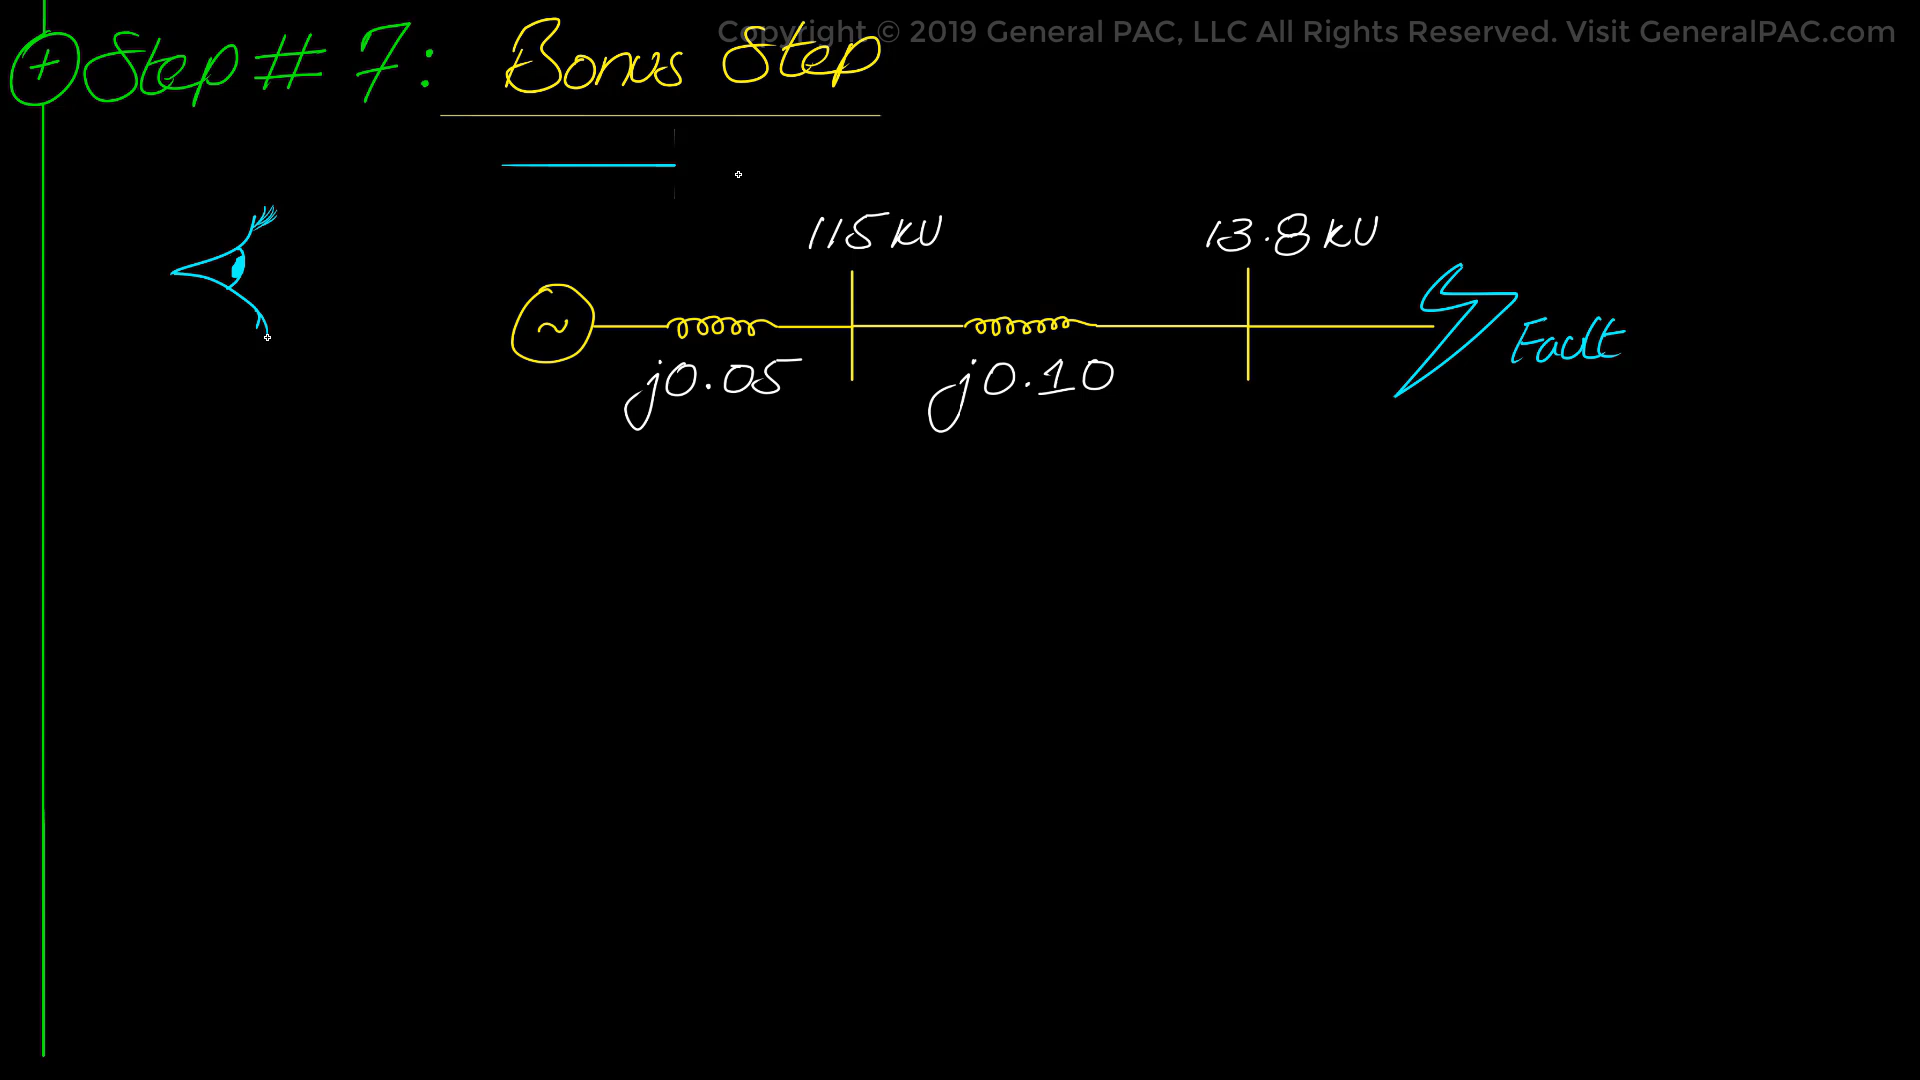 Copyright © 2019 General PAC, LLC All Rights Reserved. Visit GeneralPAC.com
+ Step # 7: Bonus Step
115 kV 13.8 kV
~
Fault
j0.05 j0.10